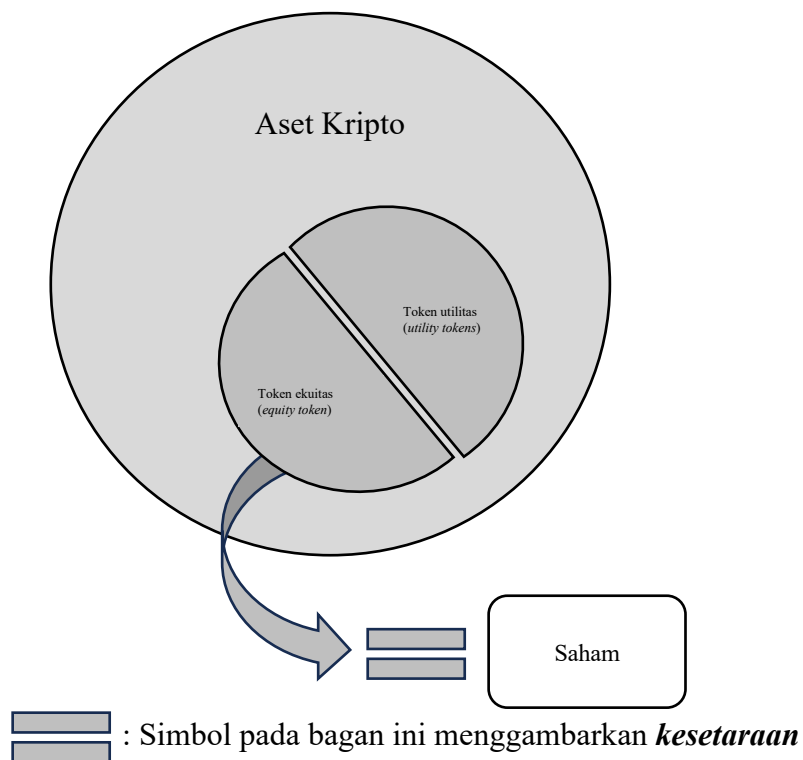 Aset Kripto
Token utilitas
(utility tokens)
Token ekuitas
(equity token)
Saham
: Simbol pada bagan ini menggambarkan kesetaraan